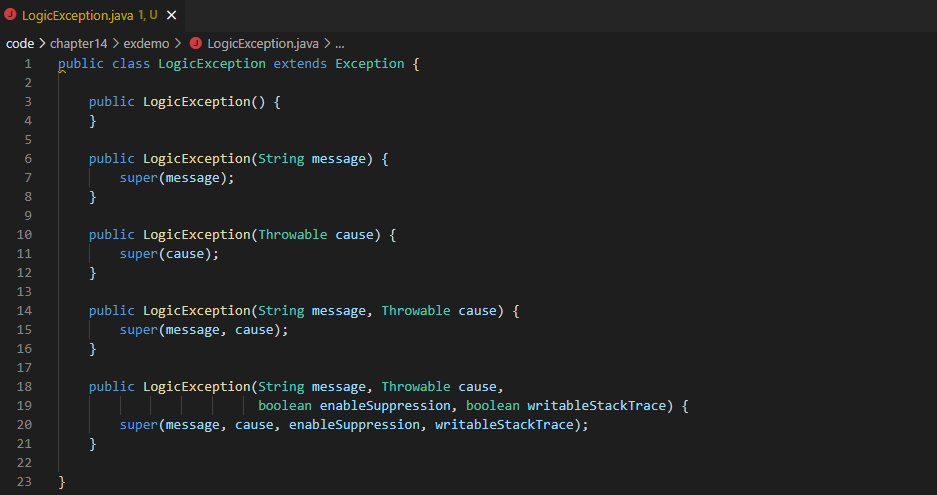 LogicException.java 1, U
code > chapter14 > exdemo > LogicException.java > ...
1 public class LogicException extends Exception {
2
3     public LogicException() {
4     }
5
6     public LogicException(String message) {
7         super(message);
8     }
9
10     public LogicException(Throwable cause) {
11         super(cause);
12     }
13
14     public LogicException(String message, Throwable cause) {
15         super(message, cause);
16     }
17
18     public LogicException(String message, Throwable cause,
19                           boolean enableSuppression, boolean writableStackTrace) {
20         super(message, cause, enableSuppression, writableStackTrace);
21     }
22
23 }